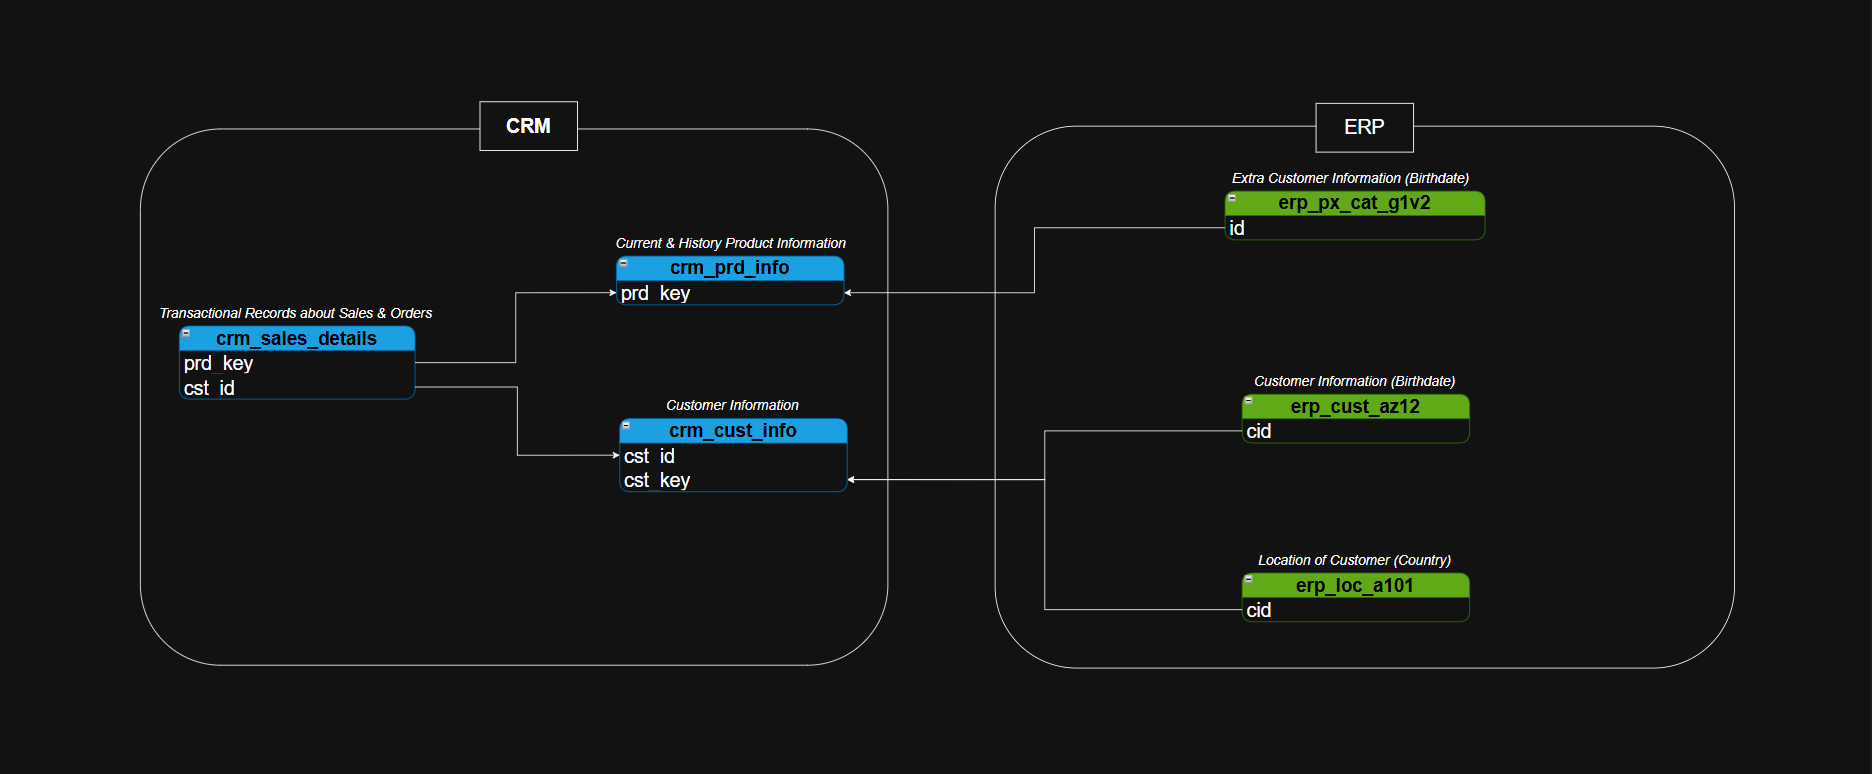 CRM
Current & History Product Information
crm_prd_info
prd_key
Transactional Records about Sales & Orders
crm_sales_details
prd_key
cst_id
Customer Information
crm_cust_info
cst_id
cst_key
ERP
Extra Customer Information (Birthdate)
erp_px_cat_g1v2
id
Customer Information (Birthdate)
erp_cust_az12
cid
Location of Customer (Country)
erp_loc_a101
cid